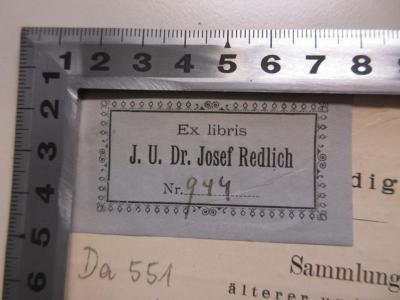 1 2 3 4 5 6 7 8
1
2
3
4
5
6
Ex libris
J. U. Dr. Josef Redlich
Nr. 944
dig
Da 551
Sammlung
älterer